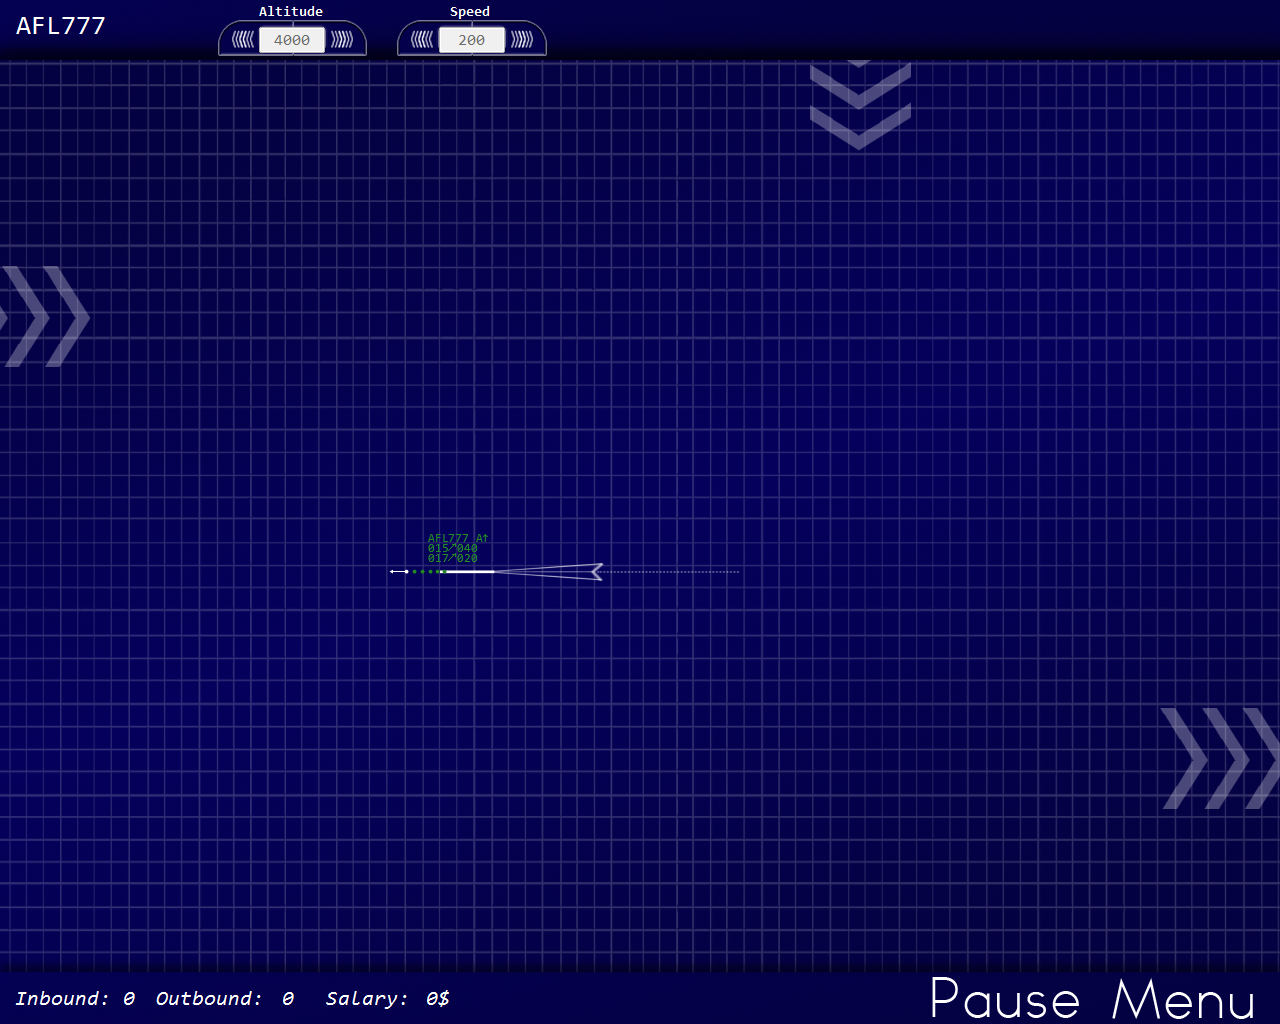 AFL777
Altitude
4000
Speed
200
AFL777 A↑
015↗040
017↗020
Inbound: 0 Outbound: 0 Salary: 0$
Pause Menu